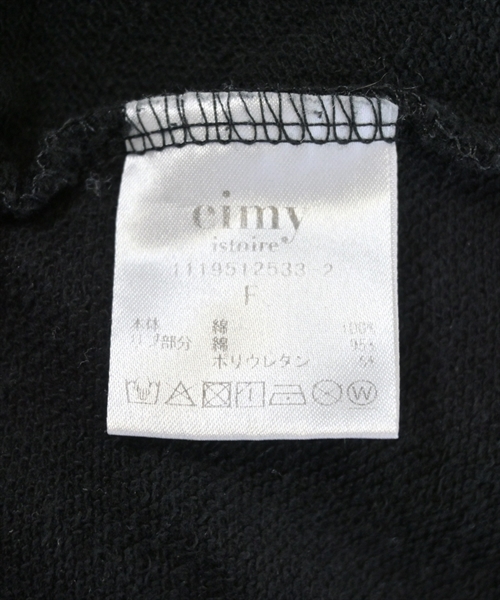 eimy
istoire®
1119512533 2
F
本体 綿 100%
リブ部分 綿 95%
ポリウレタン 5%
W